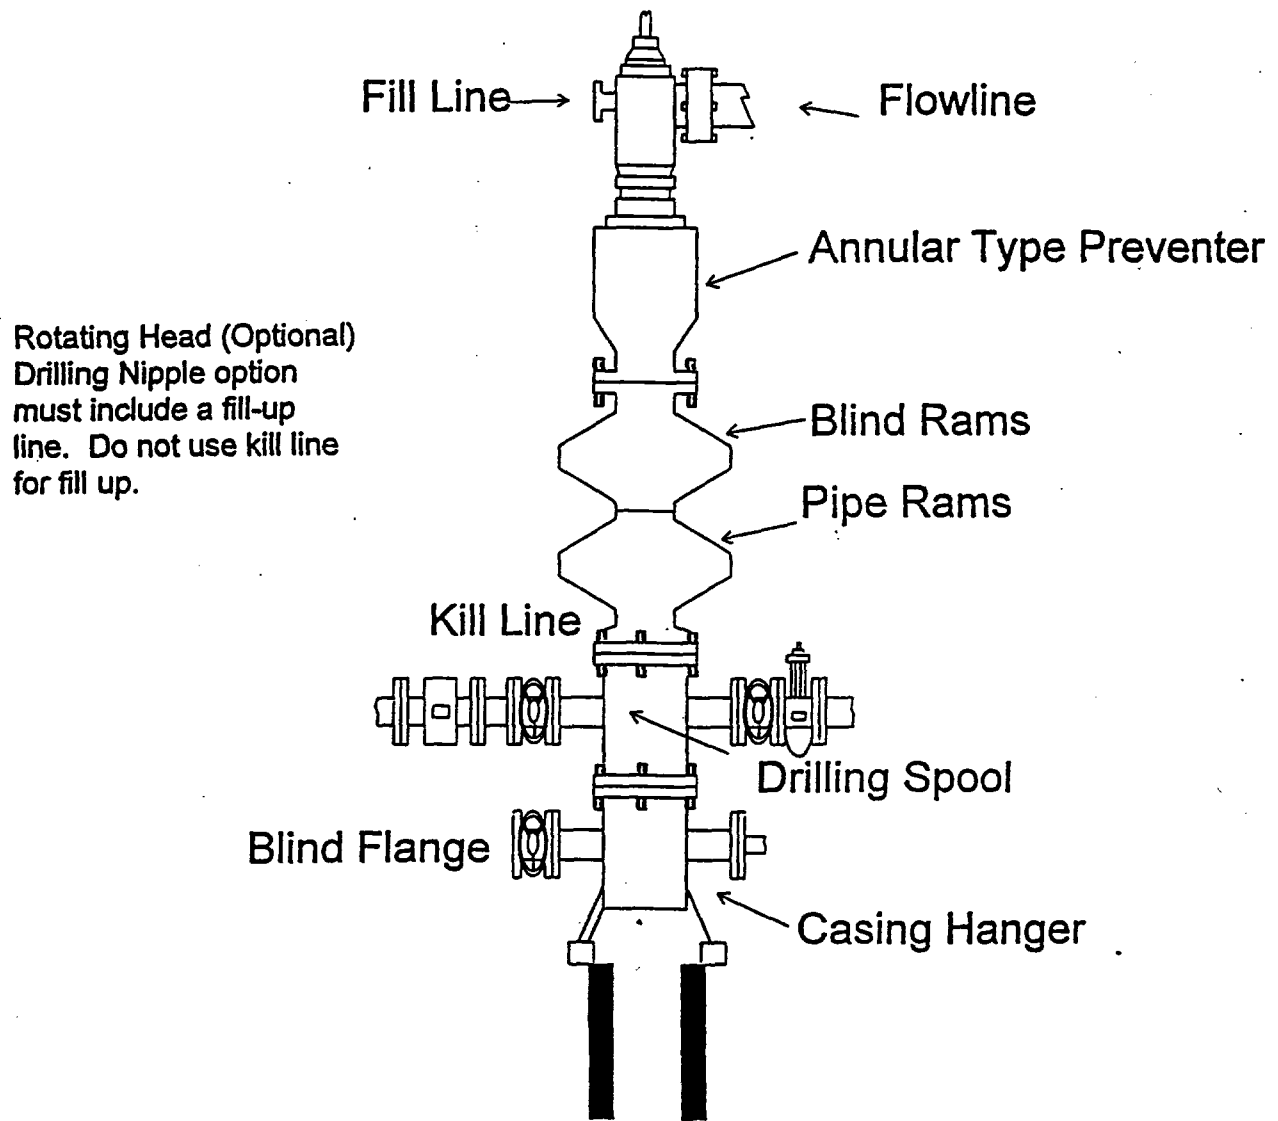 Fill Line
Flowline
Annular Type Preventer
Rotating Head (Optional)
Drilling Nipple option
must include a fill-up
line. Do not use kill line
for fill up.
Blind Rams
Pipe Rams
Kill Line
Drilling Spool
Blind Flange
Casing Hanger